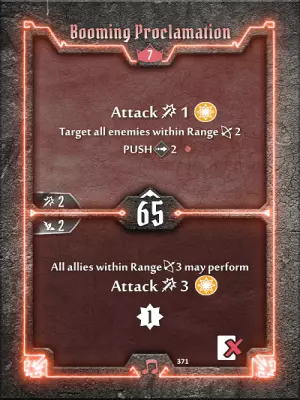 Booming Proclamation
7
Attack 1
Target all enemies within Range 2
PUSH 2
2
65
2
All allies within Range 3 may perform
Attack 3
1
371